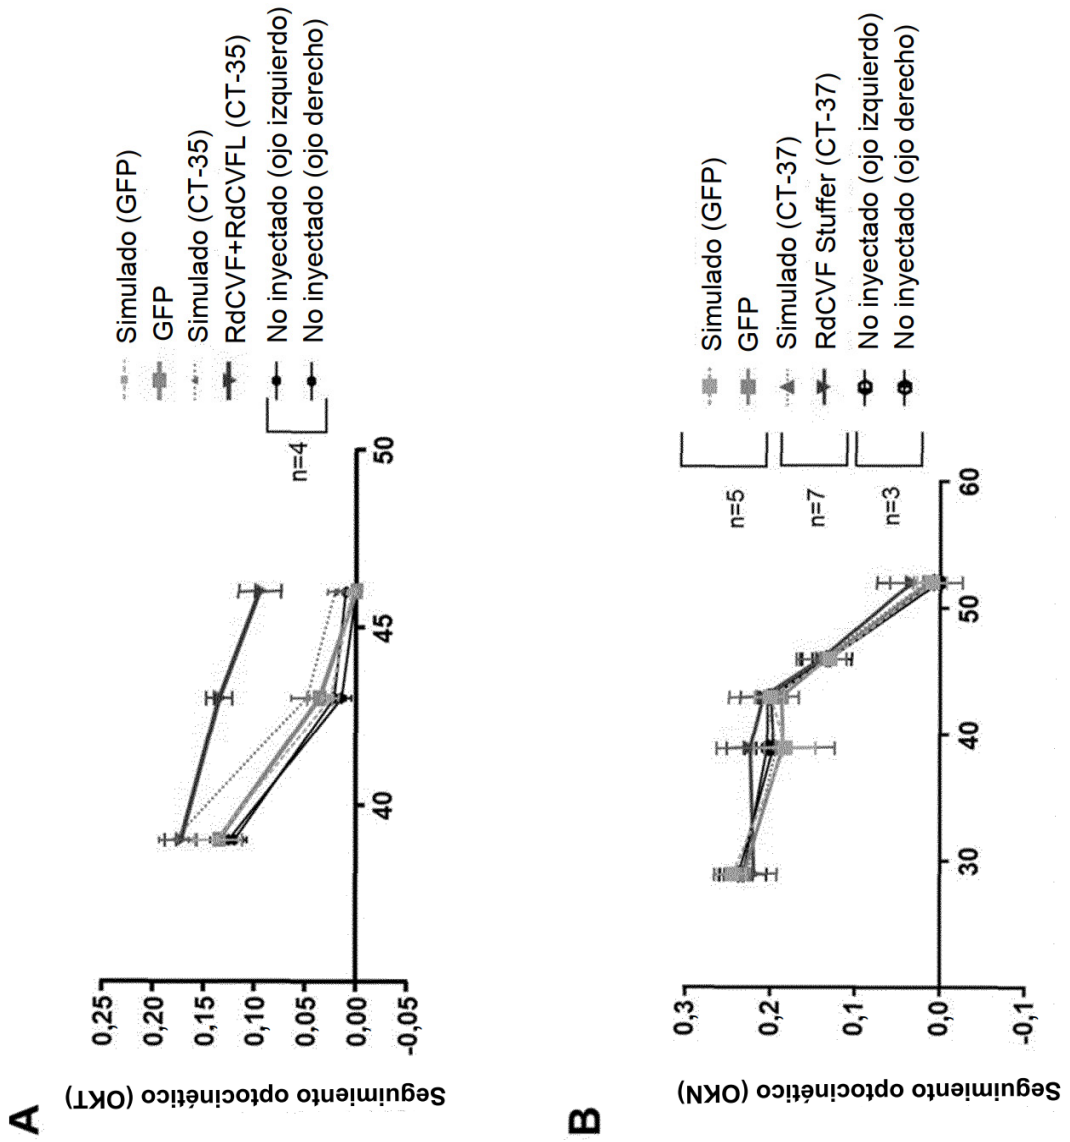 A
Seguimiento optocinético (OKT)
0,25
0,20
0,15
0,10
0,05
0,00
-0,05
40
45
50
n=4
Simulado (GFP)
GFP
Simulado (CT-35)
RdCVF+RdCVFL (CT-35)
No inyectado (ojo izquierdo)
No inyectado (ojo derecho)
B
Seguimiento optocinético (OKN)
0,3
0,2
0,1
0,0
-0,1
30
40
50
60
n=5
n=7
n=3
Simulado (GFP)
GFP
Simulado (CT-37)
RdCVF Stuffer (CT-37)
No inyectado (ojo izquierdo)
No inyectado (ojo derecho)